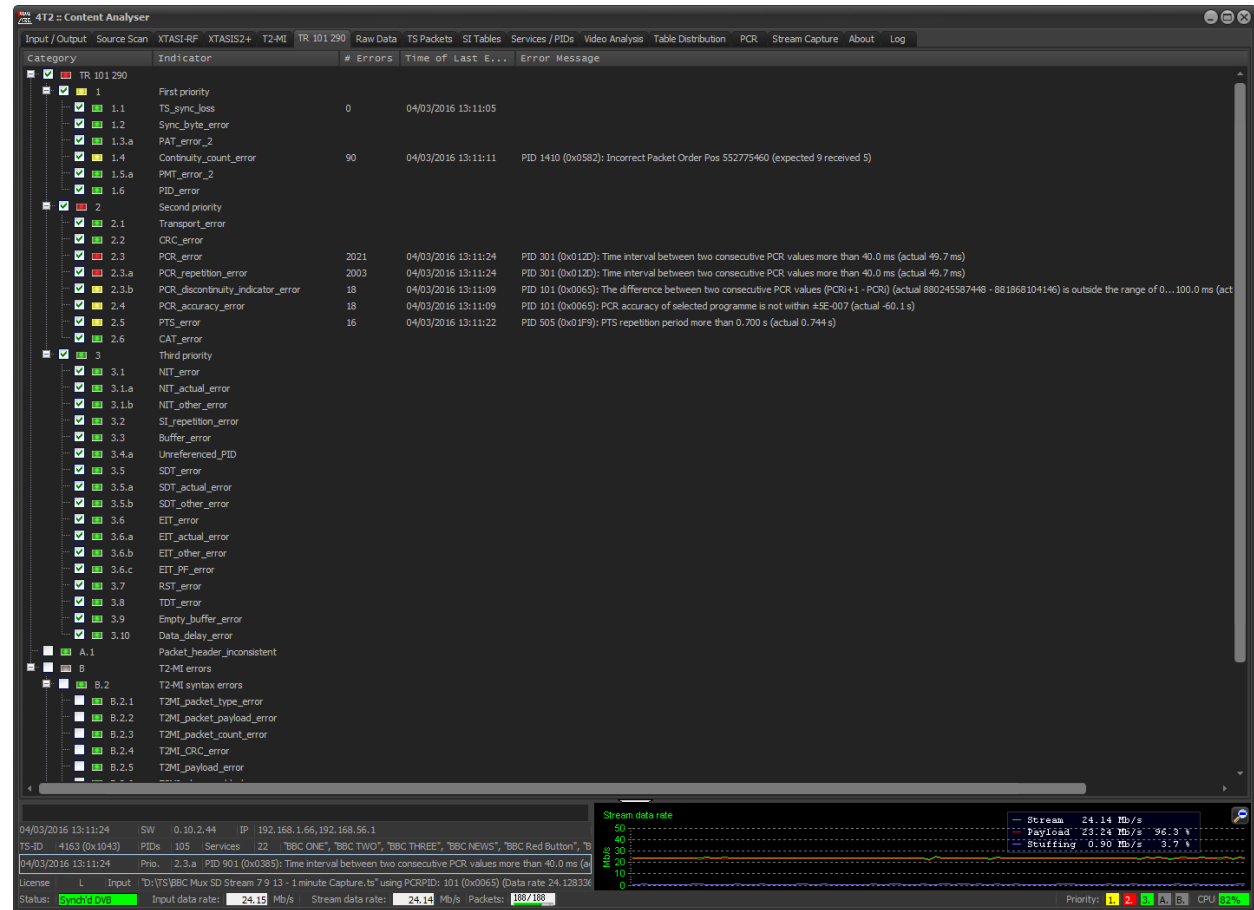 4T2 :: Content Analyser
Input / Output Source Scan XTASI-RF XTASIS2+ T2-MI TR 101 290 Raw Data TS Packets SI Tables Services / PIDs Video Analysis Table Distribution PCR Stream Capture About Log
Category Indicator # Errors Time of Last E... Error Message
TR 101 290
1 First priority
1.1 TS_sync_loss 0 04/03/2016 13:11:05
1.2 Sync_byte_error
1.3.a PAT_error_2
1.4 Continuity_count_error 90 04/03/2016 13:11:11 PID 1410 (0x0582): Incorrect Packet Order Pos 552775460 (expected 9 received 5)
1.5.a PMT_error_2
1.6 PID_error
2 Second priority
2.1 Transport_error
2.2 CRC_error
2.3 PCR_error 2021 04/03/2016 13:11:24 PID 301 (0x012D): Time interval between two consecutive PCR values more than 40.0 ms (actual 49.7 ms)
2.3.a PCR_repetition_error 2003 04/03/2016 13:11:24 PID 301 (0x012D): Time interval between two consecutive PCR values more than 40.0 ms (actual 49.7 ms)
2.3.b PCR_discontinuity_indicator_error 18 04/03/2016 13:11:09 PID 101 (0x0065): The difference between two consecutive PCR values (PCRi+1 - PCRi) (actual 880245587448 - 881868104146) is outside the range of 0...100.0 ms (act
2.4 PCR_accuracy_error 18 04/03/2016 13:11:09 PID 101 (0x0065): PCR accuracy of selected programme is not within ±5E-007 (actual -60.1 s)
2.5 PTS_error 16 04/03/2016 13:11:22 PID 505 (0x01F9): PTS repetition period more than 0.700 s (actual 0.744 s)
2.6 CAT_error
3 Third priority
3.1 NIT_error
3.1.a NIT_actual_error
3.1.b NIT_other_error
3.2 SI_repetition_error
3.3 Buffer_error
3.4.a Unreferenced_PID
3.5 SDT_error
3.5.a SDT_actual_error
3.5.b SDT_other_error
3.6 EIT_error
3.6.a EIT_actual_error
3.6.b EIT_other_error
3.6.c EIT_PF_error
3.7 RST_error
3.8 TDT_error
3.9 Empty_buffer_error
3.10 Data_delay_error
A.1 Packet_header_inconsistent
B T2-MI errors
B.2 T2-MI syntax errors
B.2.1 T2MI_packet_type_error
B.2.2 T2MI_packet_payload_error
B.2.3 T2MI_packet_count_error
B.2.4 T2MI_CRC_error
B.2.5 T2MI_payload_error
04/03/2016 13:11:24 SW 0.10.2.44 IP 192.168.1.66,192.168.56.1
TS-ID 4163 (0x1043) PIDs 105 Services 22 "BBC ONE", "BBC TWO", "BBC THREE", "BBC NEWS", "BBC Red Button", "B
04/03/2016 13:11:24 Prio. 2.3.a PID 901 (0x0385): Time interval between two consecutive PCR values more than 40.0 ms (a
License L Input "D:\TS\BBC Mux SD Stream 7 9 13 - 1 minute Capture.ts" using PCRPID: 101 (0x0065) (Data rate 24.128336
Stream data rate
Mb/s
50
40
30
20
10
0
Stream 24.14 Mb/s
Payload 23.24 Mb/s 96.3 %
Stuffing 0.90 Mb/s 3.7 %
Status: Synch'd DVB Input data rate: 24.15 Mb/s Stream data rate: 24.14 Mb/s Packets: 188/188 Priority: 1. 2. 3. A. B. CPU 82%